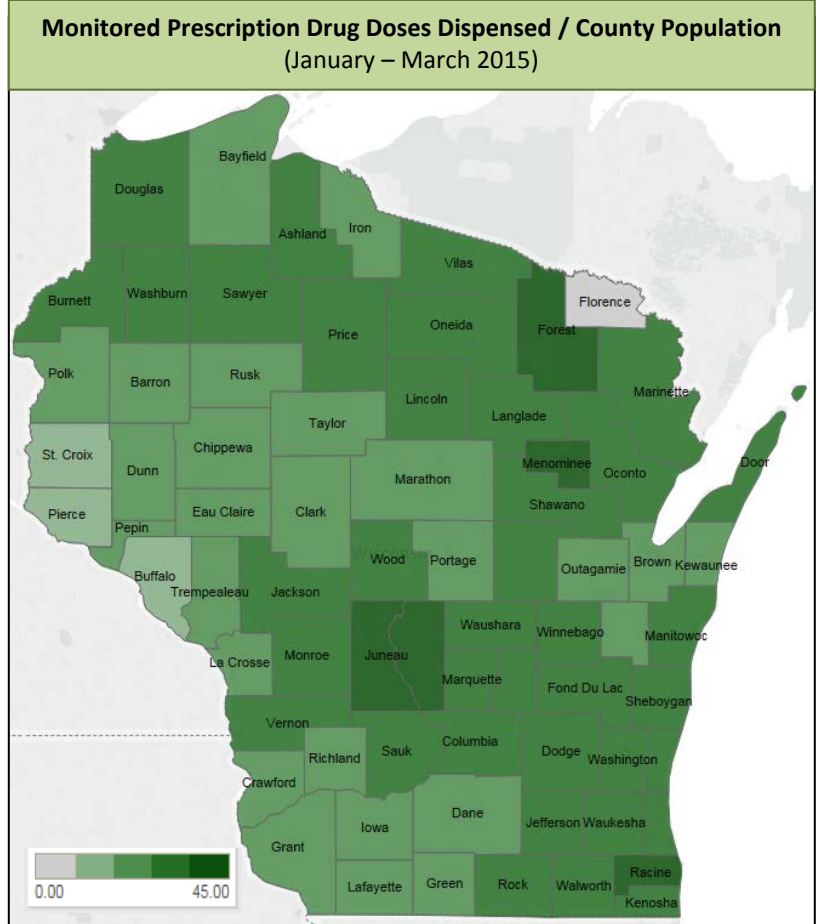 Monitored Prescription Drug Doses Dispensed / County Population
(January – March 2015)
Bayfield
Douglas
Iron
Ashland
Vilas
Burnett
Washburn
Sawyer
Florence
Oneida
Forest
Price
Polk
Barron
Rusk
Marinette
Lincoln
Langlade
Taylor
St. Croix
Chippewa
Menominee
Door
Dunn
Marathon
Oconto
Shawano
Pierce
Eau Claire
Clark
Pepin
Wisconsin
Wood
Portage
Outagamie
Brown
Kewaunee
Buffalo
Trempealeau
Jackson
Waushara
Winnebago
Manitowoc
La Crosse
Monroe
Juneau
Marquette
Fond Du Lac
Sheboygan
Vernon
Sauk
Columbia
Dodge
Washington
Richland
Crawford
Dane
Jefferson
Waukesha
Iowa
Grant
Racine
Lafayette
Green
Rock
Walworth
Kenosha
0.00
45.00